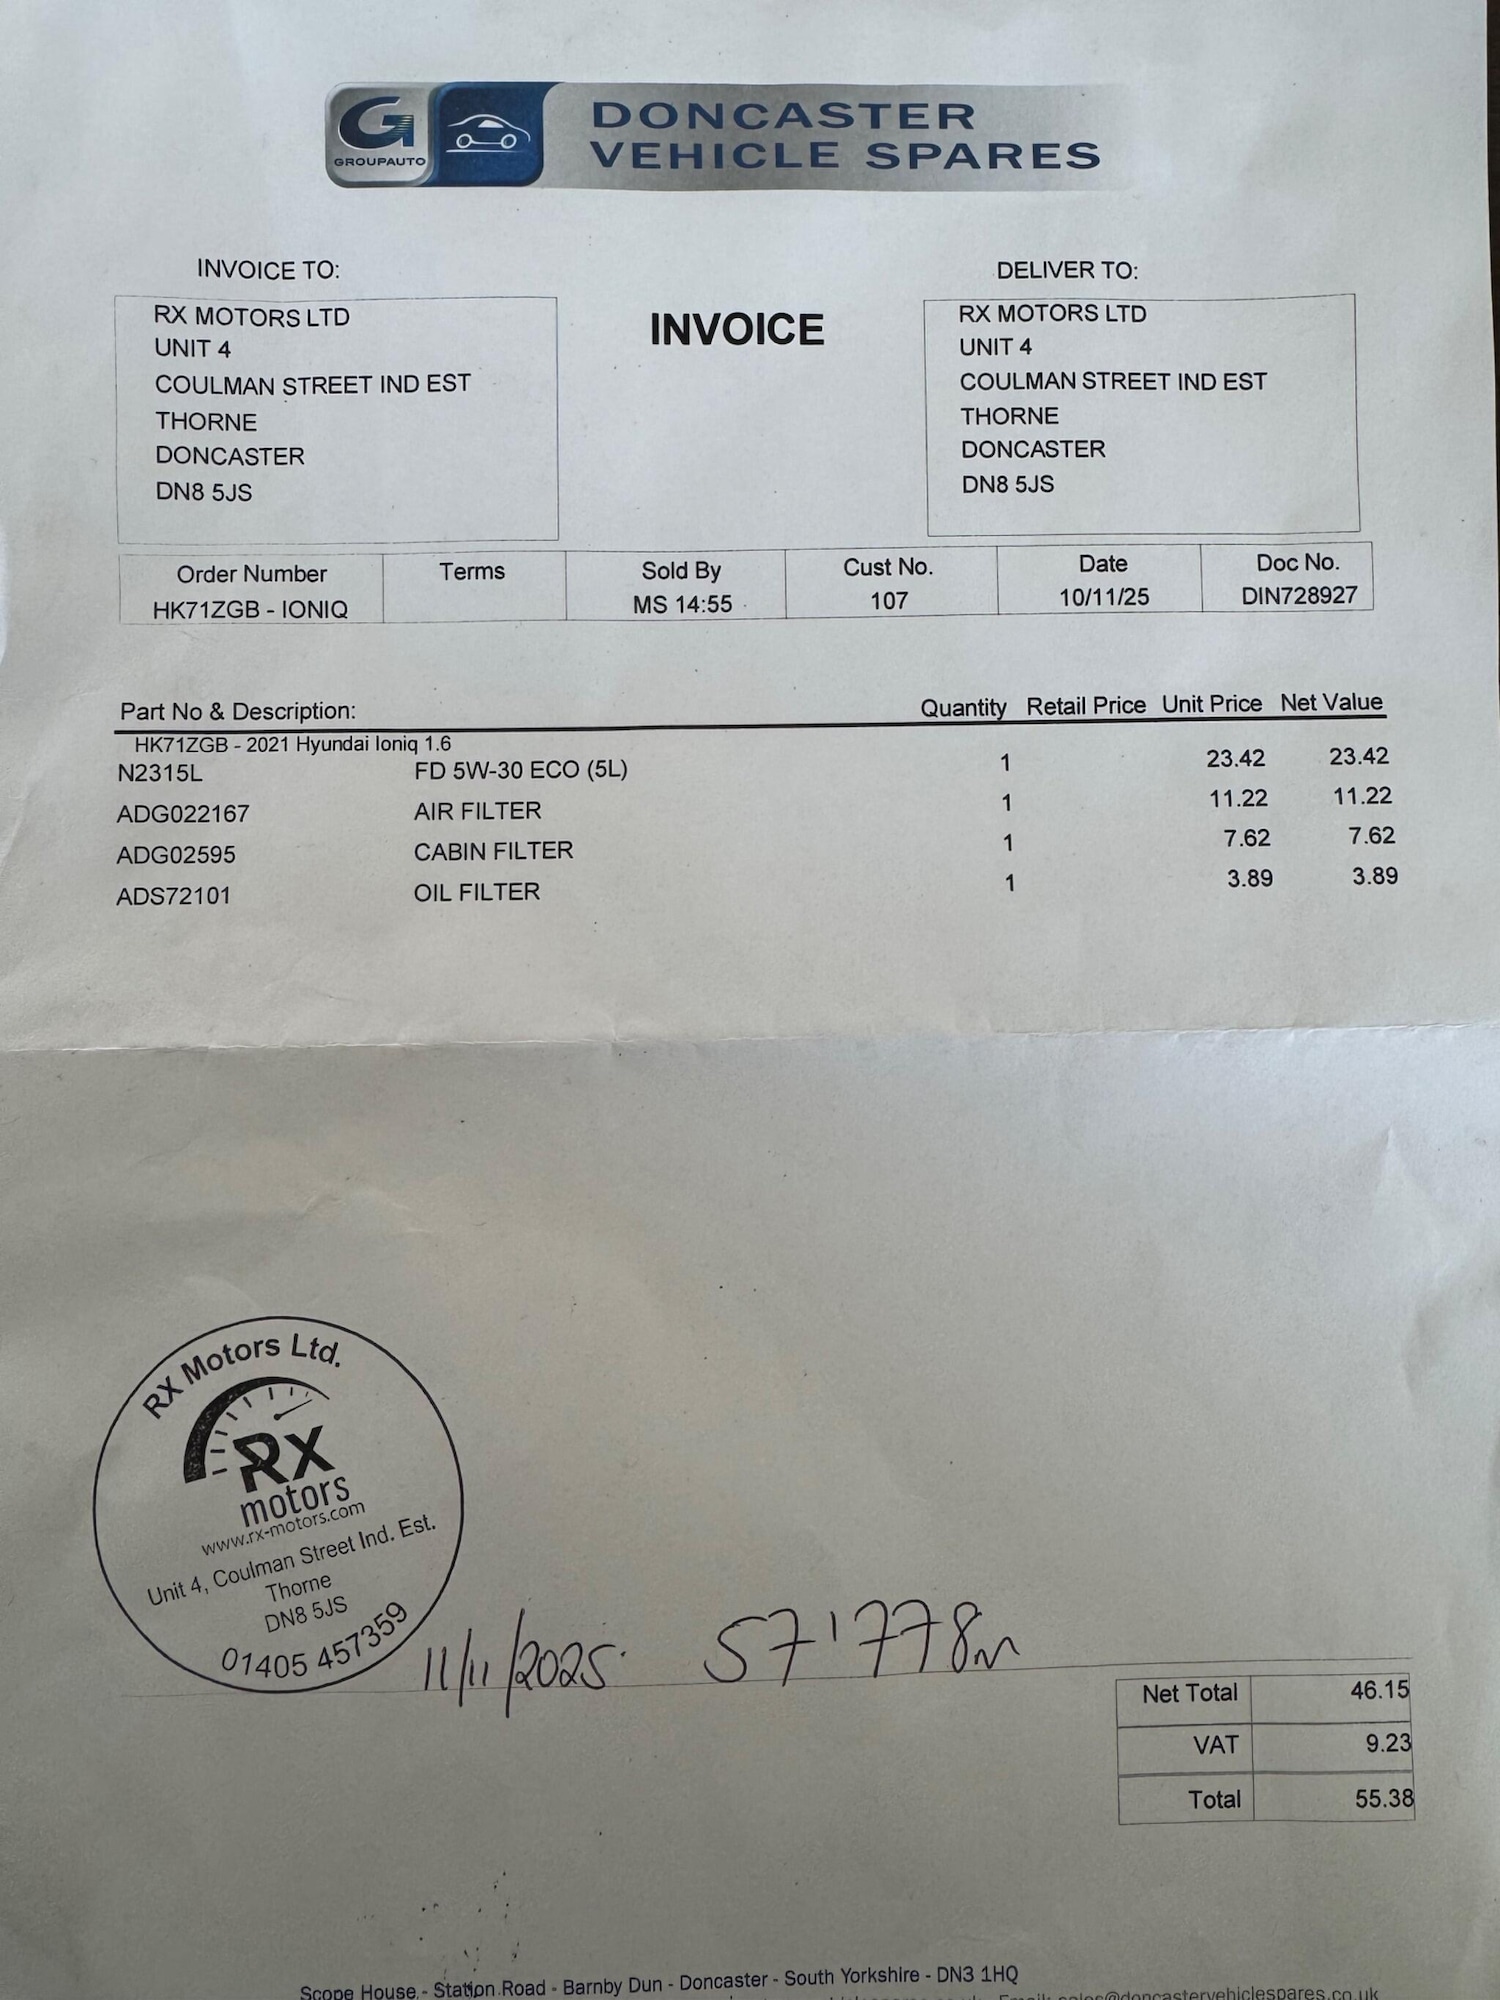 G
GROUPAUTO
DONCASTER
VEHICLE SPARES
INVOICE TO:
RX MOTORS LTD
UNIT 4
COULMAN STREET IND EST
THORNE
DONCASTER
DN8 5JS
INVOICE
DELIVER TO:
RX MOTORS LTD
UNIT 4
COULMAN STREET IND EST
THORNE
DONCASTER
DN8 5JS
Order Number Terms Sold By Cust No. Date Doc No.
HK71ZGB - IONIQ MS 14:55 107 10/11/25 DIN728927
Part No & Description: Quantity Retail Price Unit Price Net Value
HK71ZGB - 2021 Hyundai Ioniq 1.6
N2315L FD 5W-30 ECO (5L) 1 23.42 23.42
ADG022167 AIR FILTER 1 11.22 11.22
ADG02595 CABIN FILTER 1 7.62 7.62
ADS72101 OIL FILTER 1 3.89 3.89
RX Motors Ltd.
RX
motors
www.rx-motors.com
Unit 4, Coulman Street Ind. Est.
Thorne
DN8 5JS
01405 457359
11/11/2025. 57'778m
Net Total 46.15
VAT 9.23
Total 55.38
Scope House - Station Road - Barnby Dun - Doncaster - South Yorkshire - DN3 1HQ
Email: sales@doncastervehiclespares.co.uk